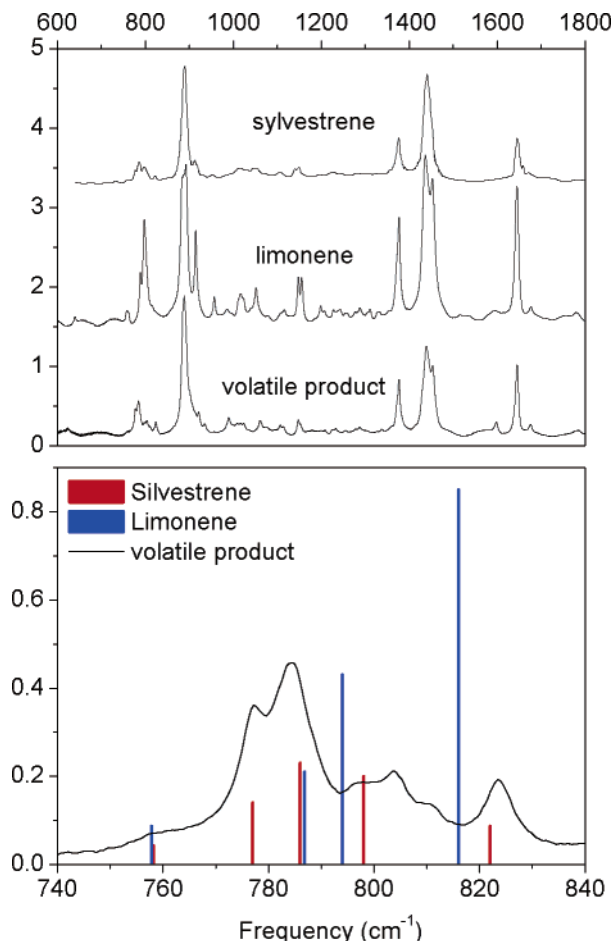 600 800 1000 1200 1400 1600 1800
5
sylvestrene
4
3
limonene
2
1
volatile product
0
Silvestrene
0.8
Limonene
volatile product
0.6
0.4
0.2
0.0
740 760 780 800 820 840
Frequency (cm⁻¹)